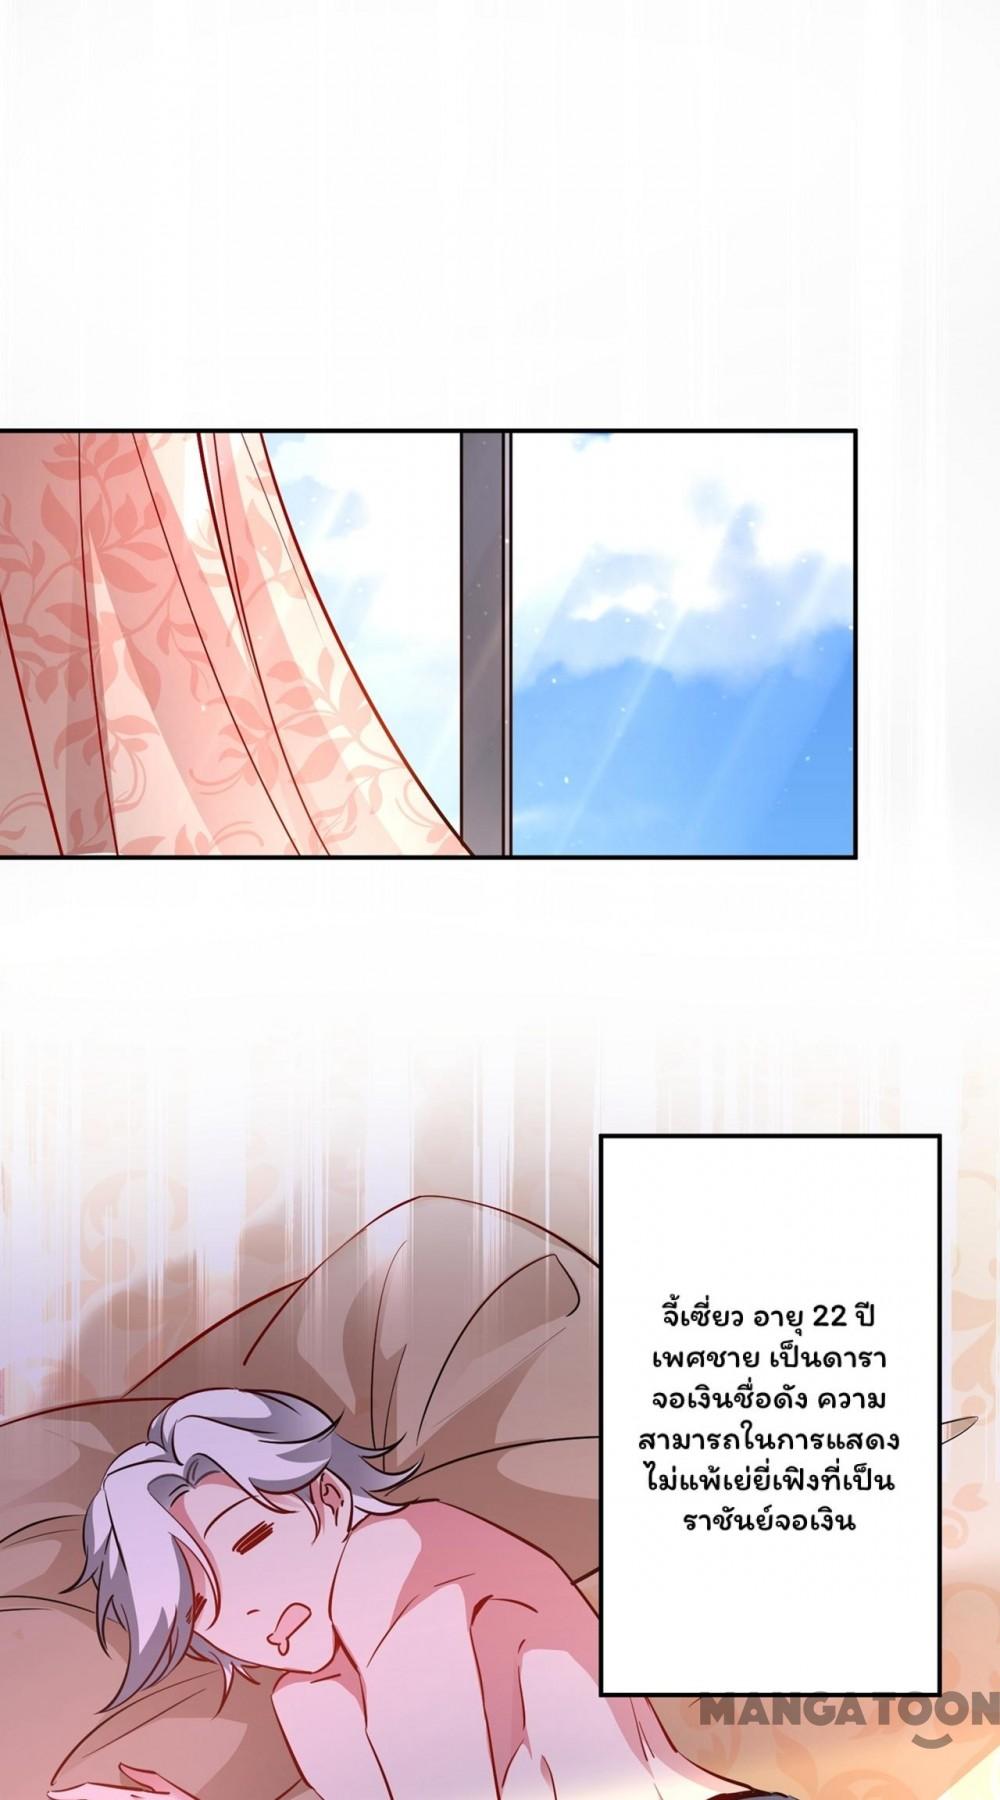 จี้เซี่ยว อายุ 22 ปี
เพศชาย เป็นดารา
จอเงินชื่อดัง ความ
สามารถในการแสดง
ไม่แพ้เย่ยี่เฟิงที่เป็น
ราชันย์จอเงิน
MANGATOON